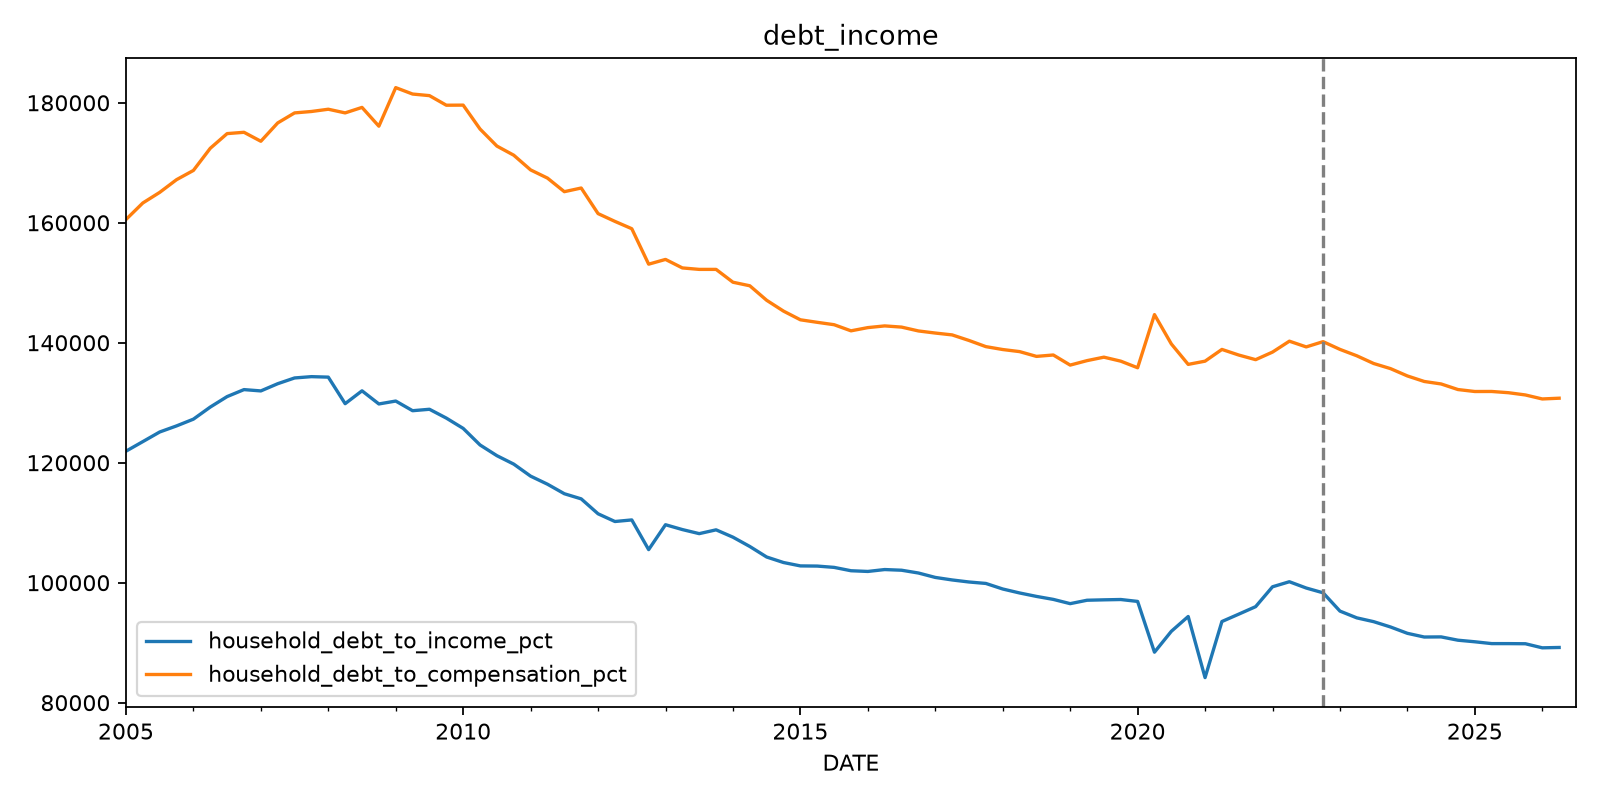 debt_income
180000
160000
140000
120000
100000
80000
household_debt_to_income_pct
household_debt_to_compensation_pct
2005 2010 2015 2020 2025
DATE